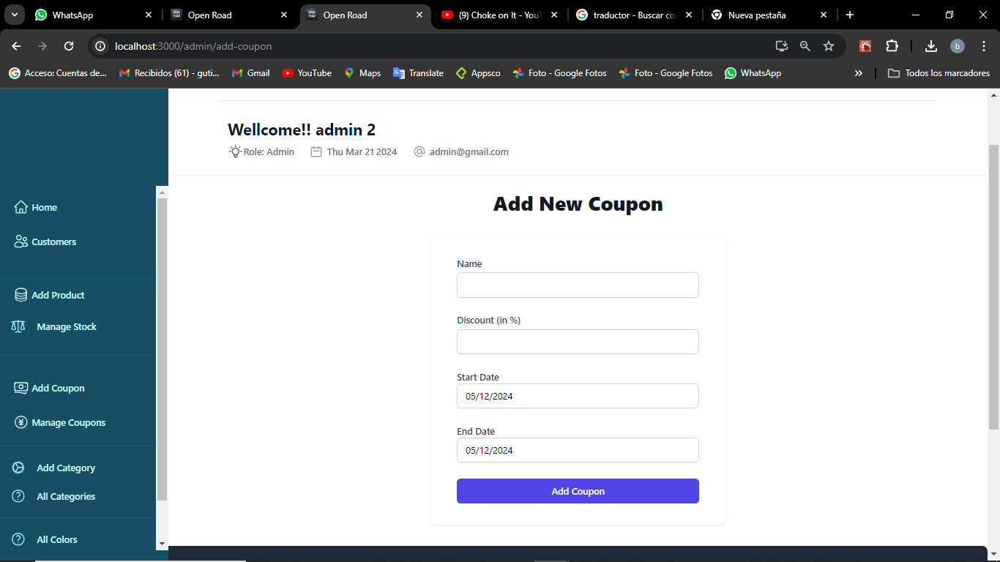 WhatsApp
Open Road
Open Road
(9) Choke on It - You
traductor - Buscar co
Nueva pestaña
localhost:3000/admin/add-coupon
b
Acceso: Cuentas de...
Recibidos (61) - guti...
Gmail
YouTube
Maps
Translate
Appsco
Foto - Google Fotos
Foto - Google Fotos
WhatsApp
Todos los marcadores
Home
Customers
Add Product
Manage Stock
Add Coupon
Manage Coupons
Add Category
All Categories
All Colors
Wellcome!! admin 2
Role: Admin
Thu Mar 21 2024
admin@gmail.com
Add New Coupon
Name
Discount (in %)
Start Date
05/12/2024
End Date
05/12/2024
Add Coupon